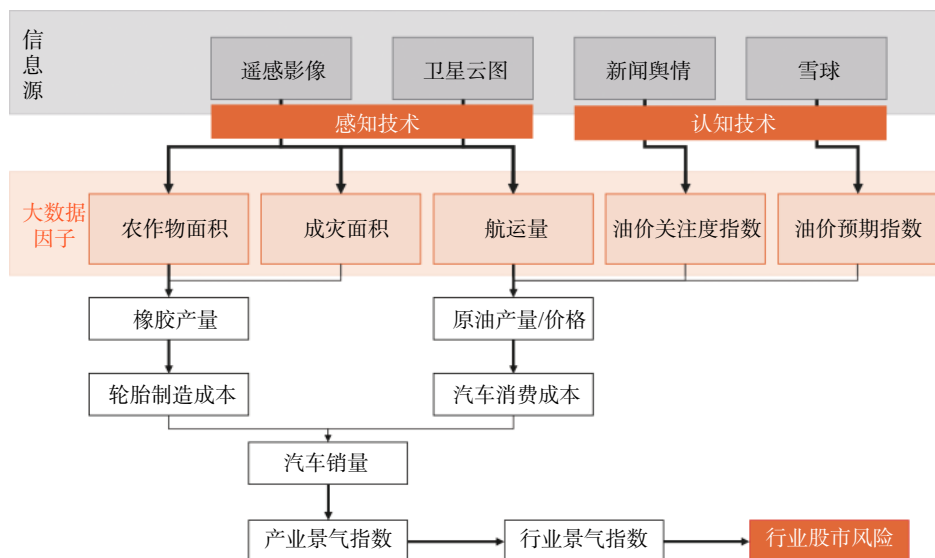 信
息
源
遥感影像
卫星云图
新闻舆情
雪球
感知技术
认知技术
大数据
因子
农作物面积
成灾面积
航运量
油价关注度指数
油价预期指数
橡胶产量
原油产量/价格
轮胎制造成本
汽车消费成本
汽车销量
产业景气指数
行业景气指数
行业股市风险